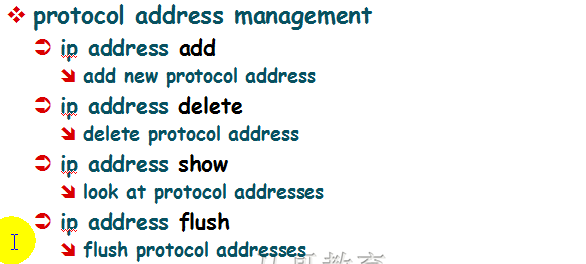 protocol address management
ip address add
add new protocol address
ip address delete
delete protocol address
ip address show
look at protocol addresses
ip address flush
flush protocol addresses